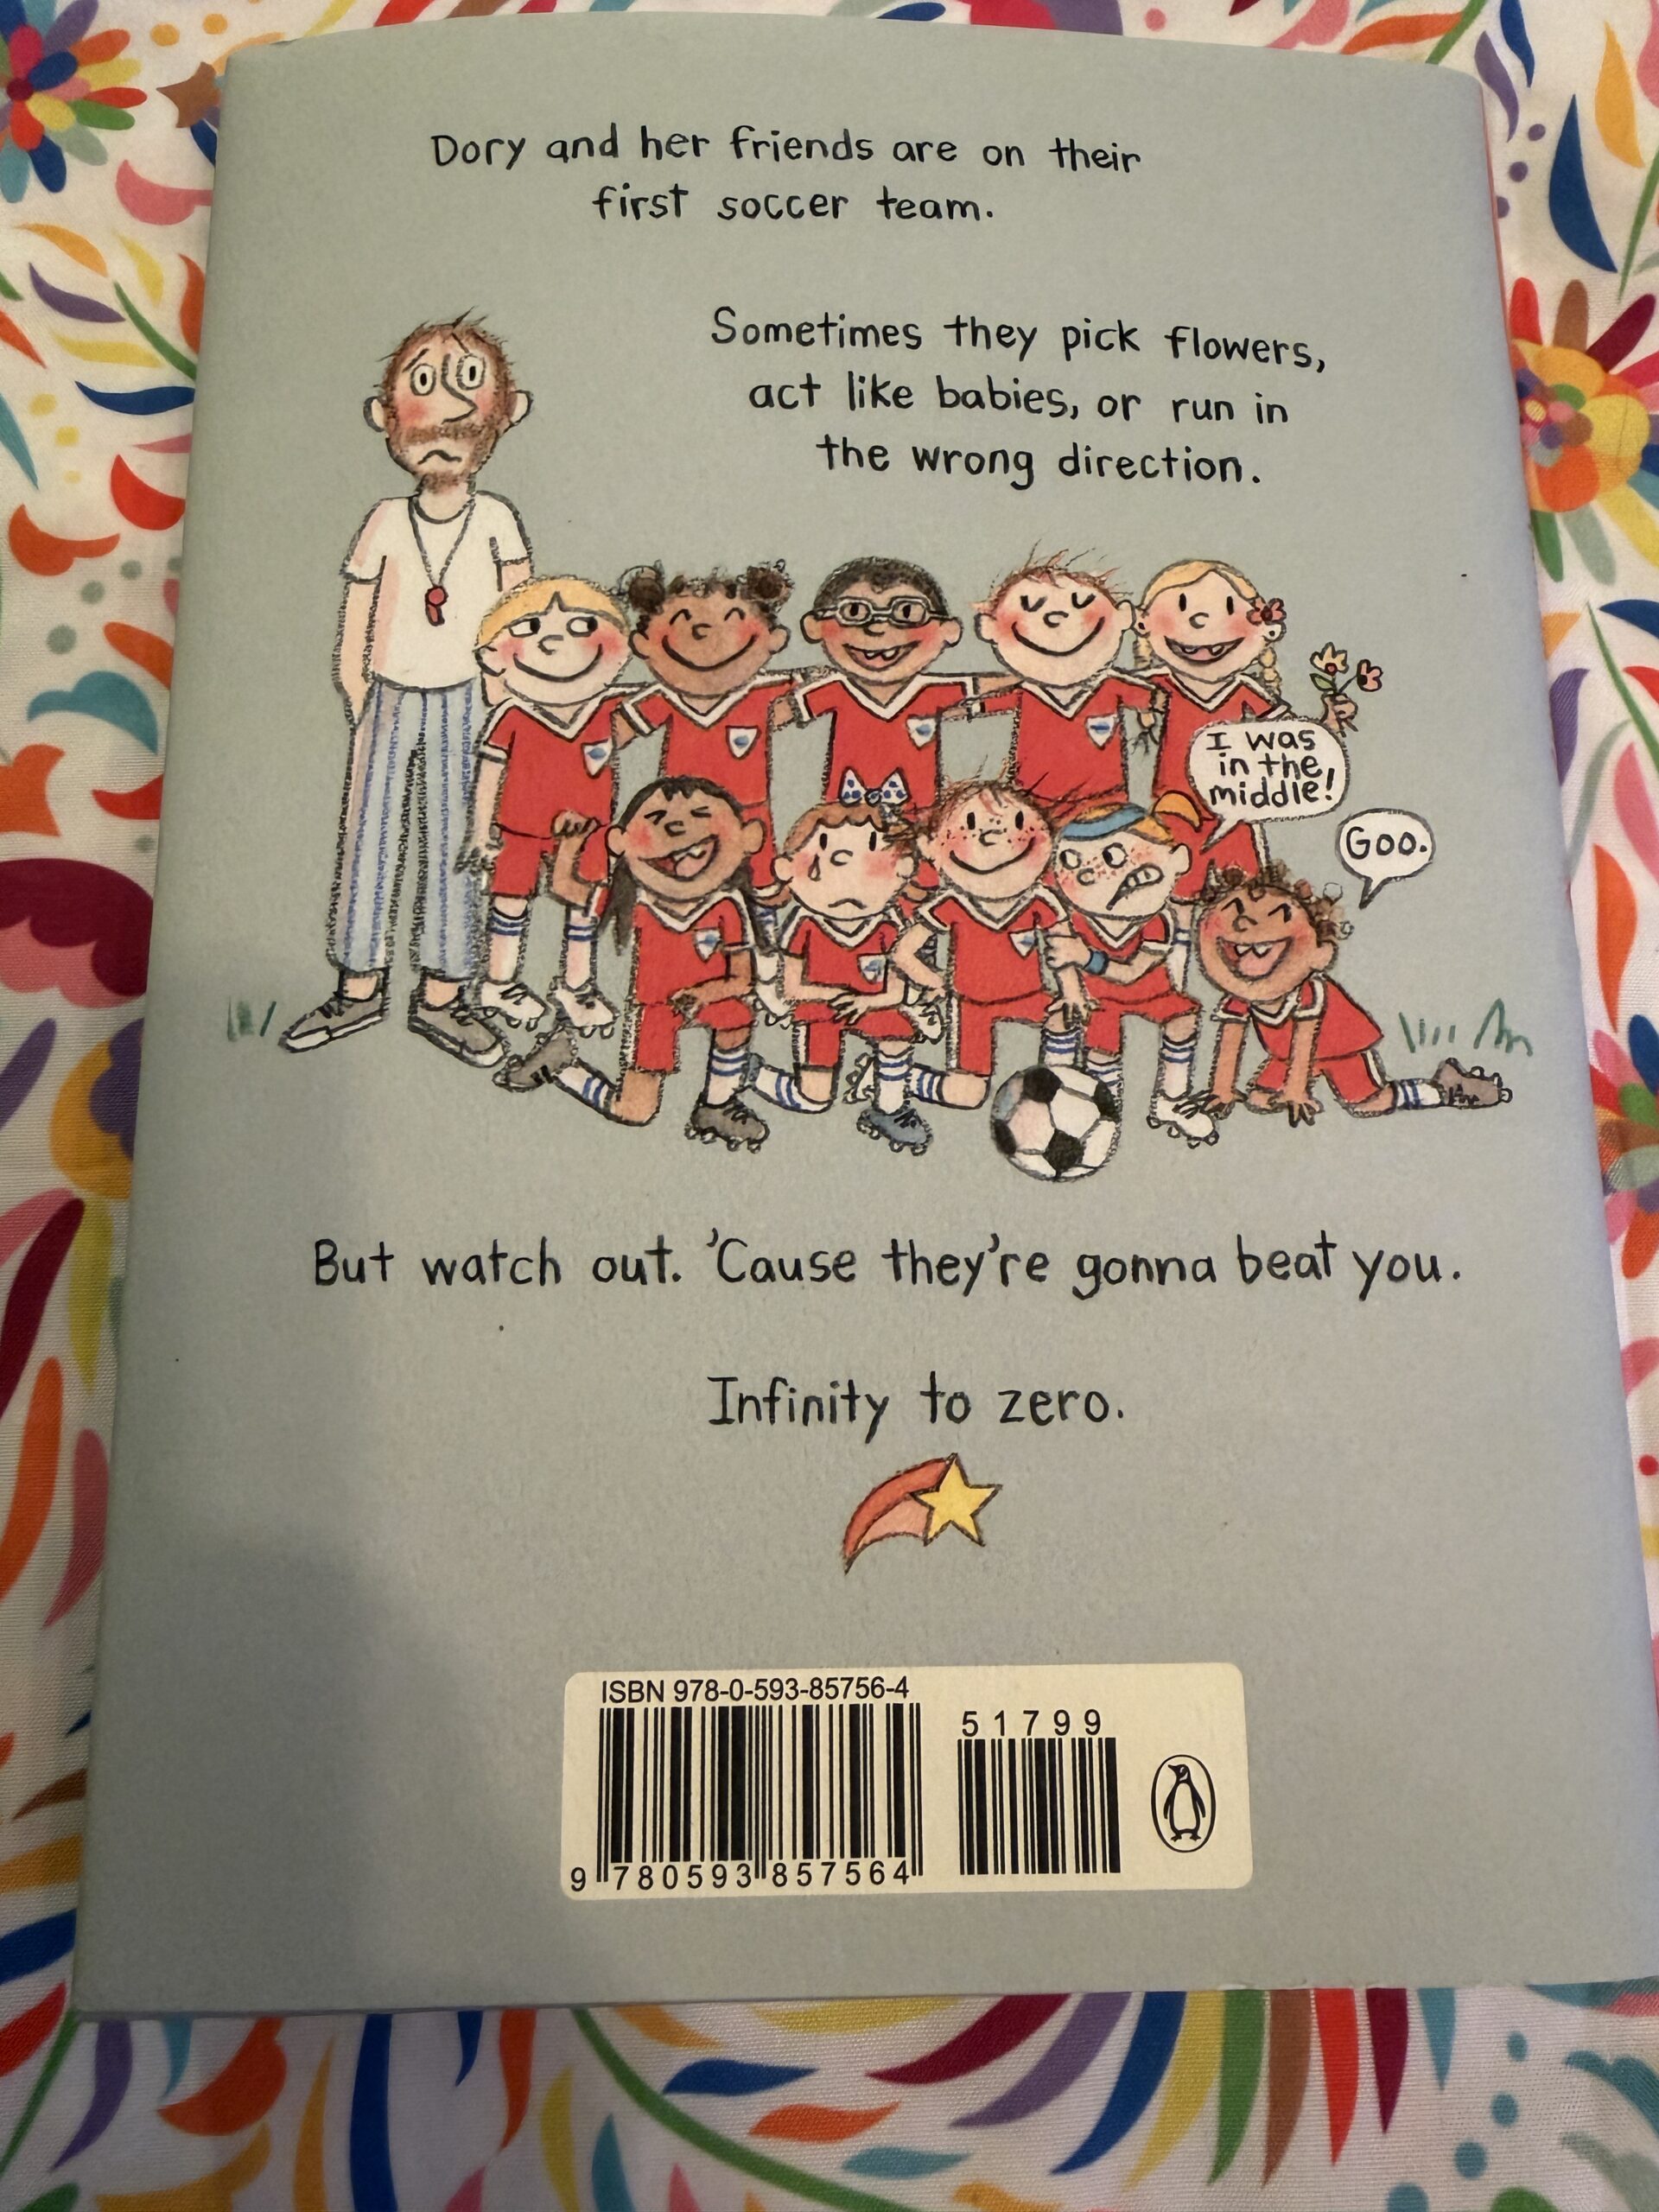 Dory and her friends are on their
first soccer team.
Sometimes they pick flowers,
act like babies, or run in
the wrong direction.
I was
in the
middle!
Goo.
But watch out. 'Cause they're gonna beat you.
Infinity to zero.
ISBN 978-0-593-85756-4
51799
9 780593 857564